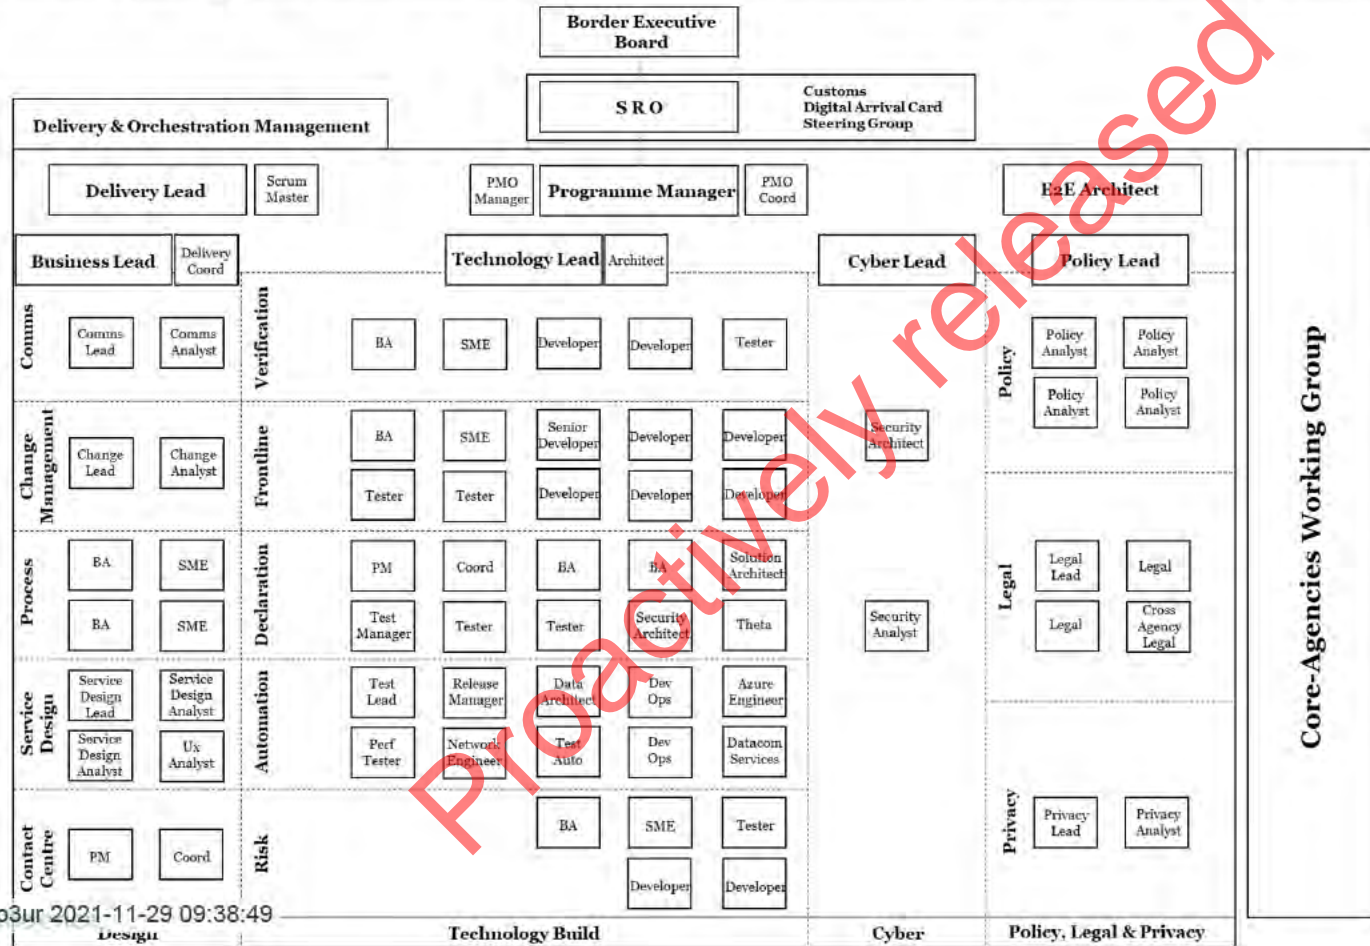 Border Executive
Board
S R O
Customs
Digital Arrival Card
Steering Group
Delivery & Orchestration Management
Delivery Lead
Scrum
Master
PMO
Manager
Programme Manager
PMO
Coord
E2E Architect
Business Lead
Delivery
Coord
Technology Lead
Architect
Cyber Lead
Policy Lead
Comms
Comms
Lead
Comms
Analyst
Change
Management
Change
Lead
Change
Analyst
Process
BA
SME
BA
SME
Service
Design
Service
Design
Lead
Service
Design
Analyst
Service
Design
Analyst
Ux
Analyst
Contact
Centre
PM
Coord
Verification
BA
SME
Developer
Developer
Tester
Frontline
BA
SME
Senior
Developer
Developer
Developer
Tester
Tester
Developer
Developer
Developer
Declaration
PM
Coord
BA
BA
Solution
Architect
Test
Manager
Tester
Tester
Security
Architect
Theta
Automation
Test
Lead
Release
Manager
Data
Architect
Dev
Ops
Azure
Engineer
Perf
Tester
Network
Engineer
Test
Auto
Dev
Ops
Datacom
Services
Risk
BA
SME
Tester
Developer
Developer
Security
Architect
Security
Analyst
Policy
Policy
Analyst
Policy
Analyst
Policy
Analyst
Policy
Analyst
Legal
Legal
Lead
Legal
Legal
Cross
Agency
Legal
Privacy
Privacy
Lead
Privacy
Analyst
Core-Agencies Working Group
Proactively released
p3ur 2021-11-29 09:38:49
Design
Technology Build
Cyber
Policy, Legal & Privacy